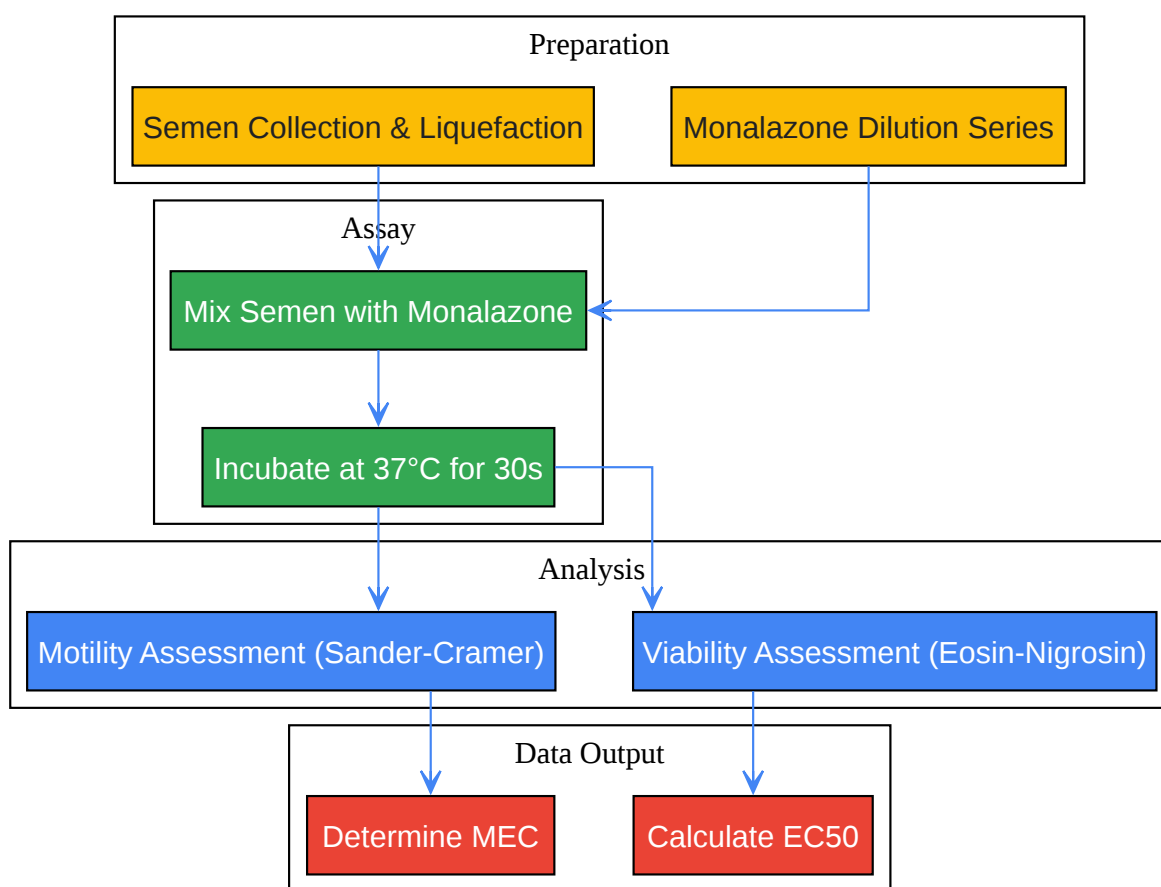 Preparation
Semen Collection & Liquefaction
Monalazone Dilution Series
Assay
Mix Semen with Monalazone
Incubate at 37°C for 30s
Analysis
Motility Assessment (Sander-Cramer)
Viability Assessment (Eosin-Nigrosin)
Data Output
Determine MEC
Calculate EC50